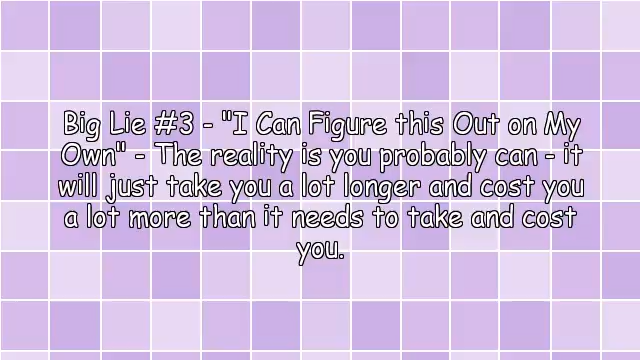 Big Lie #3 - "I Can Figure this Out on My
Own" - The reality is you probably can - it
will just take you a lot longer and cost you
a lot more than it needs to take and cost
you.